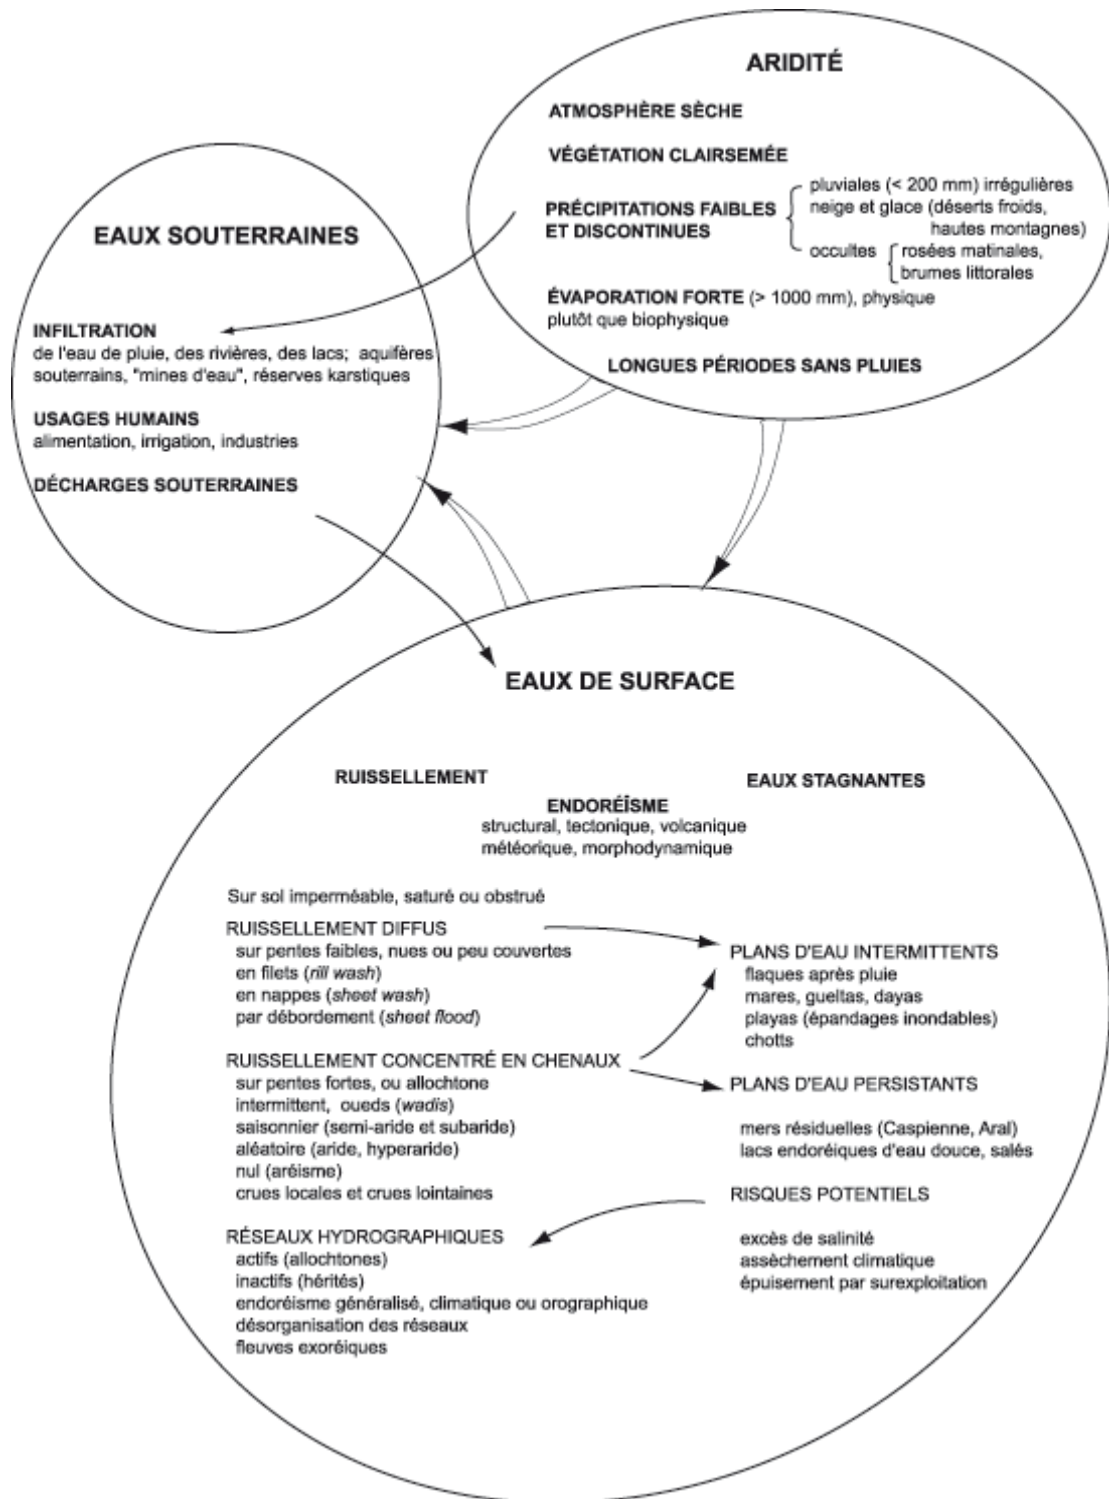 ARIDITÉ
ATMOSPHÈRE SÈCHE
VÉGÉTATION CLAIRSEMÉE
PRÉCIPITATIONS FAIBLES
ET DISCONTINUES
pluviales (< 200 mm) irrégulières
neige et glace (déserts froids,
hautes montagnes)
occultes
rosées matinales,
brumes littorales
ÉVAPORATION FORTE (> 1000 mm), physique
plutôt que biophysique
LONGUES PÉRIODES SANS PLUIES
EAUX SOUTERRAINES
INFILTRATION
de l'eau de pluie, des rivières, des lacs; aquifères
souterrains, "mines d'eau", réserves karstiques
USAGES HUMAINS
alimentation, irrigation, industries
DÉCHARGES SOUTERRAINES
EAUX DE SURFACE
RUISSELLEMENT
EAUX STAGNANTES
ENDORÉÎSME
structural, tectonique, volcanique
météorique, morphodynamique
Sur sol imperméable, saturé ou obstrué
RUISSELLEMENT DIFFUS
sur pentes faibles, nues ou peu couvertes
en filets (rill wash)
en nappes (sheet wash)
par débordement (sheet flood)
RUISSELLEMENT CONCENTRÉ EN CHENAUX
sur pentes fortes, ou allochtone
intermittent, oueds (wadis)
saisonnier (semi-aride et subaride)
aléatoire (aride, hyperaride)
nul (aréisme)
crues locales et crues lointaines
RÉSEAUX HYDROGRAPHIQUES
actifs (allochtones)
inactifs (hérités)
endoréisme généralisé, climatique ou orographique
désorganisation des réseaux
fleuves exoréiques
PLANS D'EAU INTERMITTENTS
flaques après pluie
mares, gueltas, dayas
playas (épandages inondables)
chotts
PLANS D'EAU PERSISTANTS
mers résiduelles (Caspienne, Aral)
lacs endoréiques d'eau douce, salés
RISQUES POTENTIELS
excès de salinité
assèchement climatique
épuisement par surexploitation